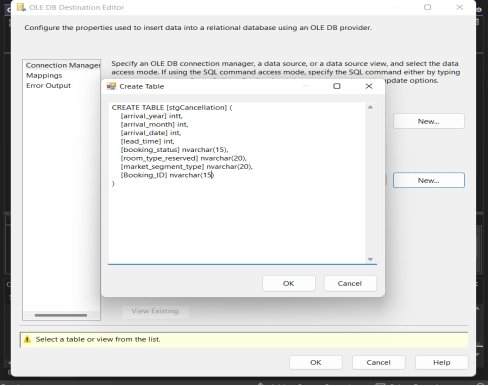 OLE DB Destination Editor
Configure the properties used to insert data into a relational database using an OLE DB provider.
Connection Manager
Mappings
Error Output
Specify an OLE DB connection manager, a data source, or a data source view, and select the data
access mode. If using the SQL command access mode, specify the SQL command either by typing
update options.
Create Table
CREATE TABLE [stgCancellation] (
[arrival_year] intt,
[arrival_month] int,
[arrival_date] int,
[lead_time] int,
[booking_status] nvarchar(15),
[room_type_reserved] nvarchar(20),
[market_segment_type] nvarchar(20),
[Booking_ID] nvarchar(15)
)
New...
New...
OK
Cancel
View Existing
Select a table or view from the list.
OK
Cancel
Help